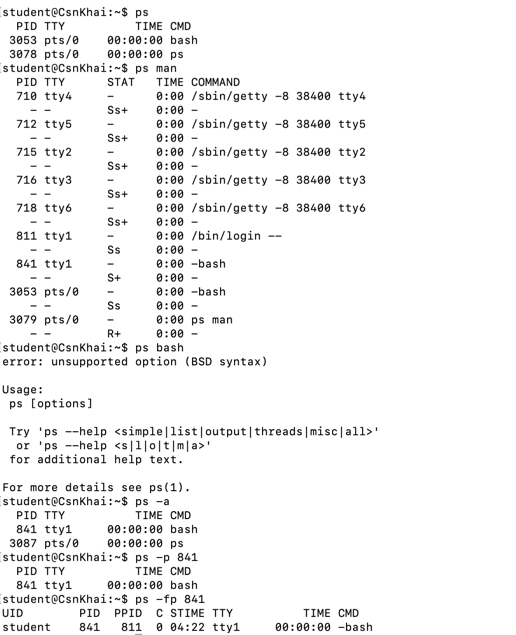 [student@CsnKhai:~$ ps
  PID TTY          TIME CMD
 3053 pts/0    00:00:00 bash
 3078 pts/0    00:00:00 ps
[student@CsnKhai:~$ ps man
  PID TTY      STAT   TIME COMMAND
  710 tty4     -      0:00 /sbin/getty -8 38400 tty4
    - -        Ss+    0:00 -
  712 tty5     -      0:00 /sbin/getty -8 38400 tty5
    - -        Ss+    0:00 -
  715 tty2     -      0:00 /sbin/getty -8 38400 tty2
    - -        Ss+    0:00 -
  716 tty3     -      0:00 /sbin/getty -8 38400 tty3
    - -        Ss+    0:00 -
  718 tty6     -      0:00 /sbin/getty -8 38400 tty6
    - -        Ss+    0:00 -
  811 tty1     -      0:00 /bin/login --
    - -        Ss     0:00 -
  841 tty1     -      0:00 -bash
    - -        S+     0:00 -
 3053 pts/0    -      0:00 -bash
    - -        Ss     0:00 -
 3079 pts/0    -      0:00 ps man
    - -        R+     0:00 -
[student@CsnKhai:~$ ps bash
error: unsupported option (BSD syntax)

Usage:
 ps [options]

 Try 'ps --help <simple|list|output|threads|misc|all>'
  or 'ps --help <s|l|o|t|m|a>'
 for additional help text.

For more details see ps(1).
[student@CsnKhai:~$ ps -a
  PID TTY          TIME CMD
  841 tty1     00:00:00 bash
 3087 pts/0    00:00:00 ps
[student@CsnKhai:~$ ps -p 841
  PID TTY          TIME CMD
  841 tty1     00:00:00 bash
[student@CsnKhai:~$ ps -fp 841
UID        PID  PPID  C STIME TTY          TIME CMD
student    841   811  0 04:22 tty1     00:00:00 -bash